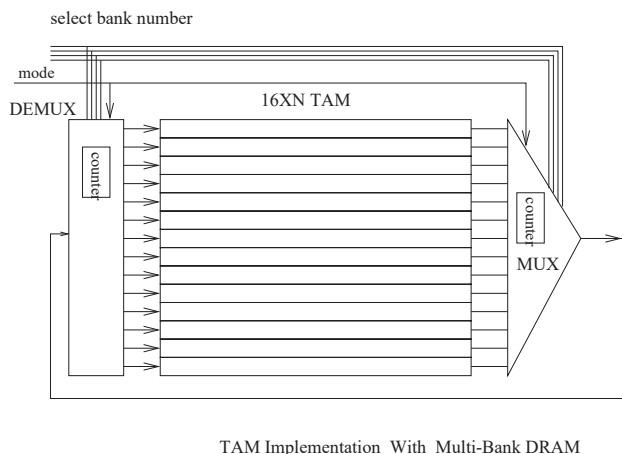 select bank number
mode
DEMUX
16XN TAM
counter
counter
MUX
TAM Implementation With Multi-Bank DRAM